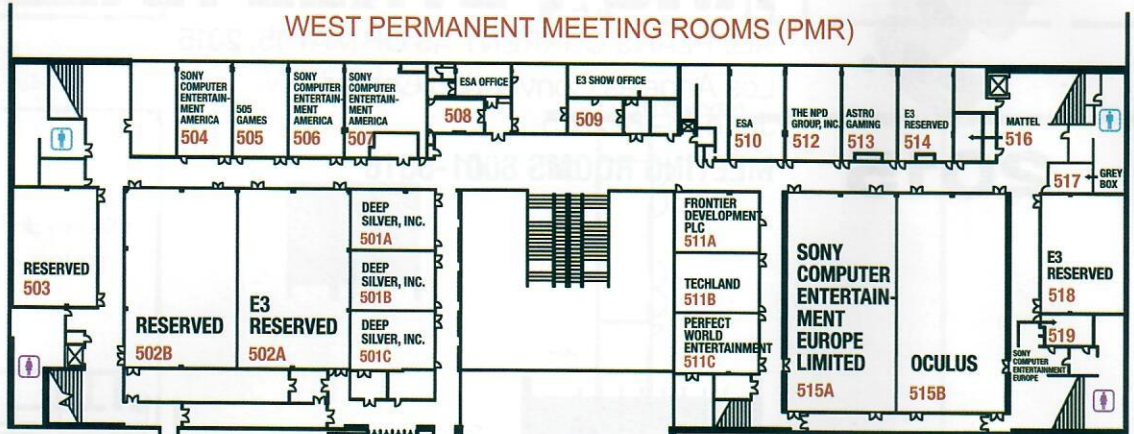 WEST PERMANENT MEETING ROOMS (PMR)
SONY
COMPUTER
ENTERTAIN-
MENT
AMERICA
504
505
GAMES
505
SONY
COMPUTER
ENTERTAIN-
MENT
AMERICA
506
SONY
COMPUTER
ENTERTAIN-
MENT
AMERICA
507
ESA OFFICE
508
E3 SHOW OFFICE
509
ESA
510
THE NPD
GROUP, INC.
512
ASTRO
GAMING
513
E3
RESERVED
514
MATTEL
516
517
GREY
BOX
RESERVED
503
RESERVED
502B
E3
RESERVED
502A
DEEP
SILVER, INC.
501A
DEEP
SILVER, INC.
501B
DEEP
SILVER, INC.
501C
FRONTIER
DEVELOPMENT
PLC
511A
TECHLAND
511B
PERFECT
WORLD
ENTERTAINMENT
511C
SONY
COMPUTER
ENTERTAIN-
MENT
EUROPE
LIMITED
515A
OCULUS
515B
E3
RESERVED
518
519
SONY
COMPUTER
ENTERTAINMENT
EUROPE